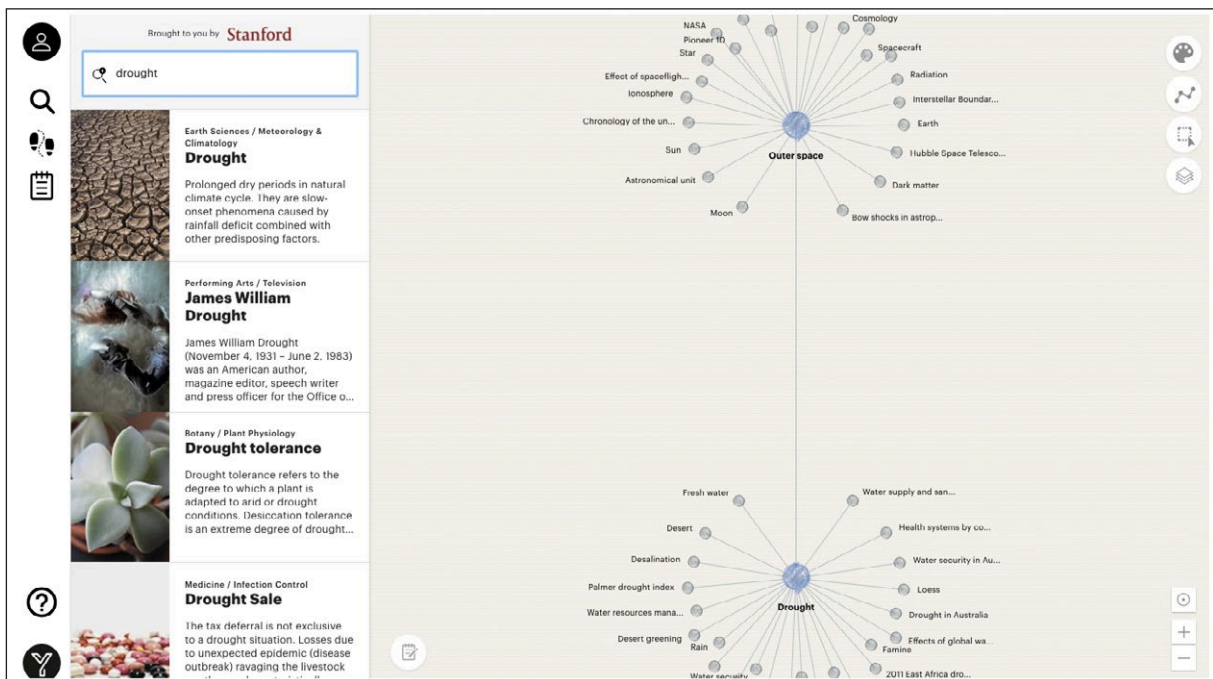 Brought to you by Stanford
drought
Earth Sciences / Meteorology &
Climatology
Drought
Prolonged dry periods in natural
climate cycle. They are slow-
onset phenomena caused by
rainfall deficit combined with
other predisposing factors.
Performing Arts / Television
James William
Drought
James William Drought
(November 4, 1931 – June 2, 1983)
was an American author,
magazine editor, speech writer
and press officer for the Office o...
Botany / Plant Physiology
Drought tolerance
Drought tolerance refers to the
degree to which a plant is
adapted to arid or drought
conditions. Desiccation tolerance
is an extreme degree of drought...
Medicine / Infection Control
Drought Sale
The tax deferral is not exclusive
to a drought situation. Losses due
to unexpected epidemic (disease
outbreak) ravaging the livestock
NASA
Cosmology
Pioneer 10
Star
Spacecraft
Effect of spacefligh...
Radiation
Ionosphere
Interstellar Boundar...
Chronology of the un...
Earth
Sun
Outer space
Hubble Space Telesco...
Astronomical unit
Dark matter
Moon
Bow shocks in astrop...
Fresh water
Water supply and san...
Desert
Health systems by co...
Desalination
Water security in Au...
Palmer drought index
Loess
Drought
Water resources mana...
Drought in Australia
Desert greening
Rain
Effects of global wa...
Famine
Water security
2011 East Africa dro...